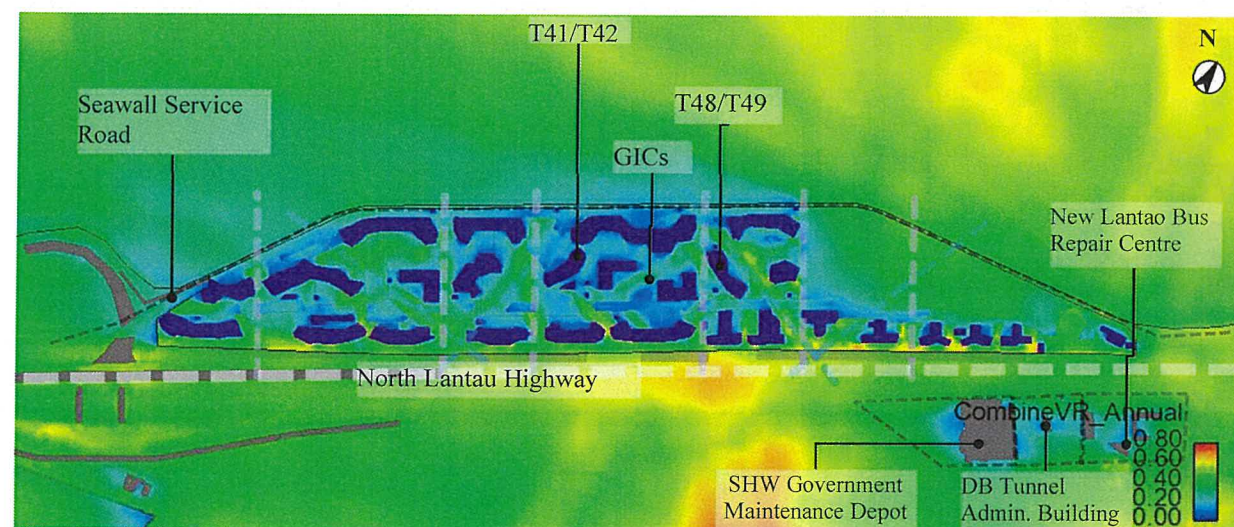 T41/T42
N
Seawall Service
Road
T48/T49
GICs
New Lantao Bus
Repair Centre
North Lantau Highway
CombineVR_Annual
0.80
0.60
0.40
0.20
0.00
SHW Government
Maintenance Depot
DB Tunnel
Admin. Building